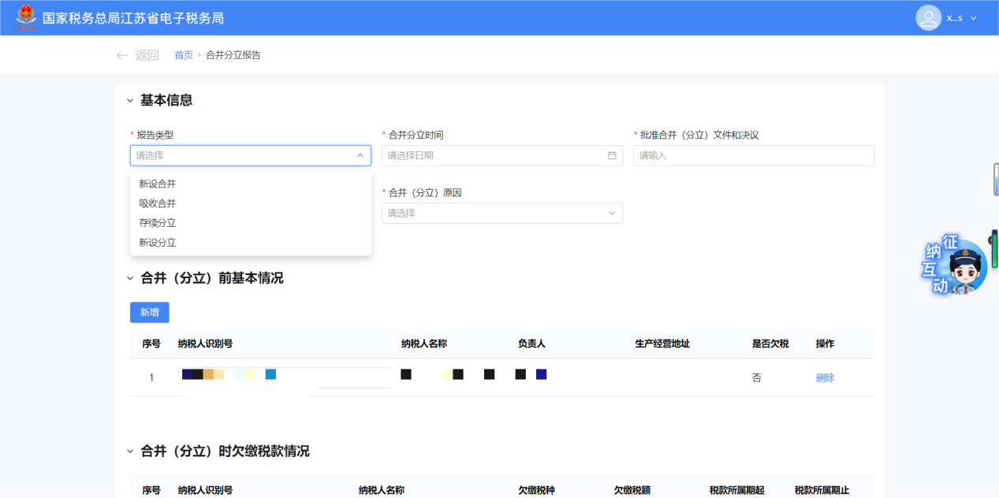 国家税务总局江苏省电子税务局
x...s
返回 首页 › 合并分立报告
基本信息
* 报告类型 * 合并分立时间 * 批准合并（分立）文件和决议
请选择 请选择日期 请输入
新设合并
吸收合并
存续分立
新设分立
* 合并（分立）原因
请选择
征
纳
互
动
合并（分立）前基本情况
新增
序号 纳税人识别号 纳税人名称 负责人 生产经营地址 是否欠税 操作
1 否 删除
合并（分立）时欠缴税款情况
序号 纳税人识别号 纳税人名称 欠缴税种 欠缴税额 税款所属期起 税款所属期止